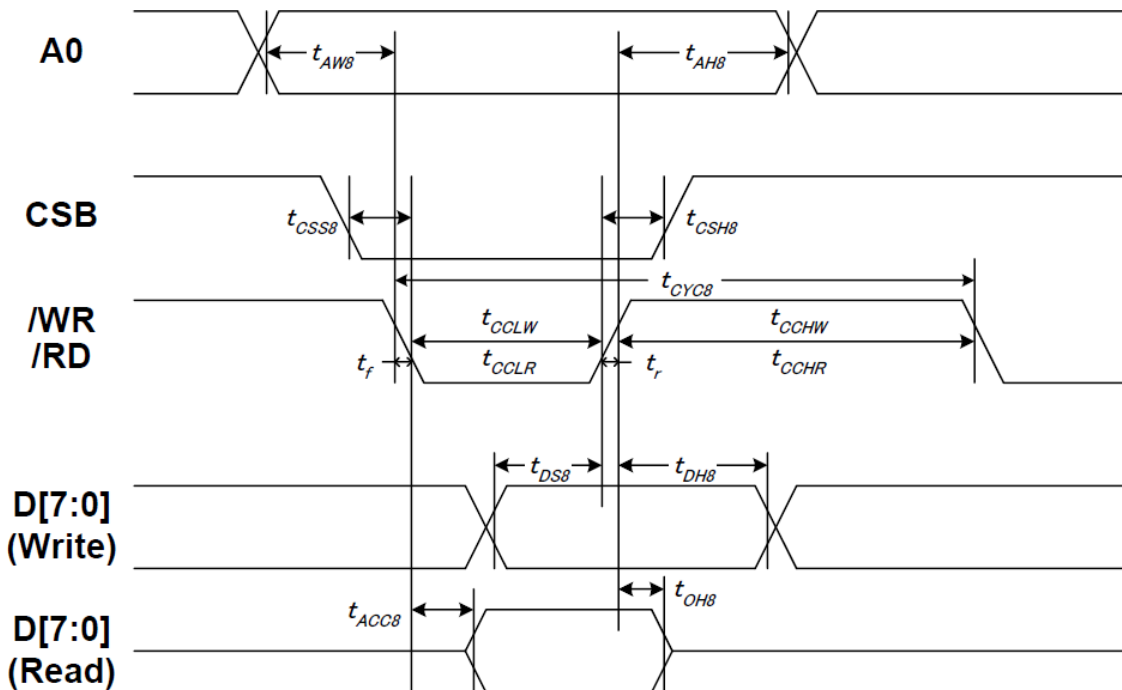 A0
tAW8
tAH8
CSB
tCSS8
tCSH8
tCYC8
/WR
/RD
tCCLW
tCCHW
tf
tCCLR
tr
tCCHR
tDS8
tDH8
D[7:0]
(Write)
tACC8
tOH8
D[7:0]
(Read)